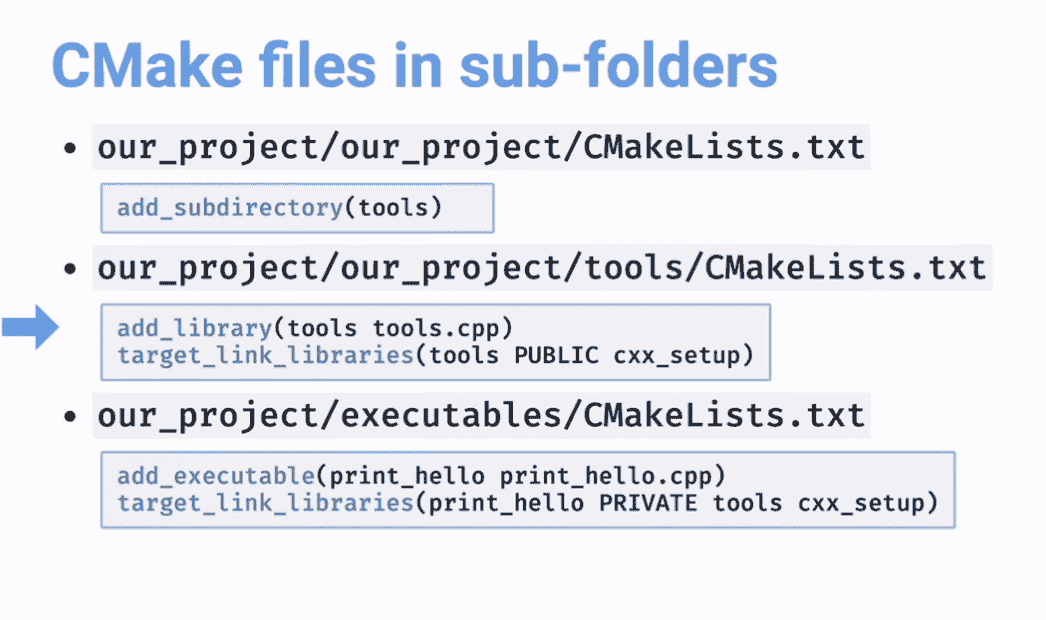 CMake files in sub-folders
• our_project/our_project/CMakeLists.txt
add_subdirectory(tools)
• our_project/our_project/tools/CMakeLists.txt
add_library(tools tools.cpp)
target_link_libraries(tools PUBLIC cxx_setup)
• our_project/executables/CMakeLists.txt
add_executable(print_hello print_hello.cpp)
target_link_libraries(print_hello PRIVATE tools cxx_setup)